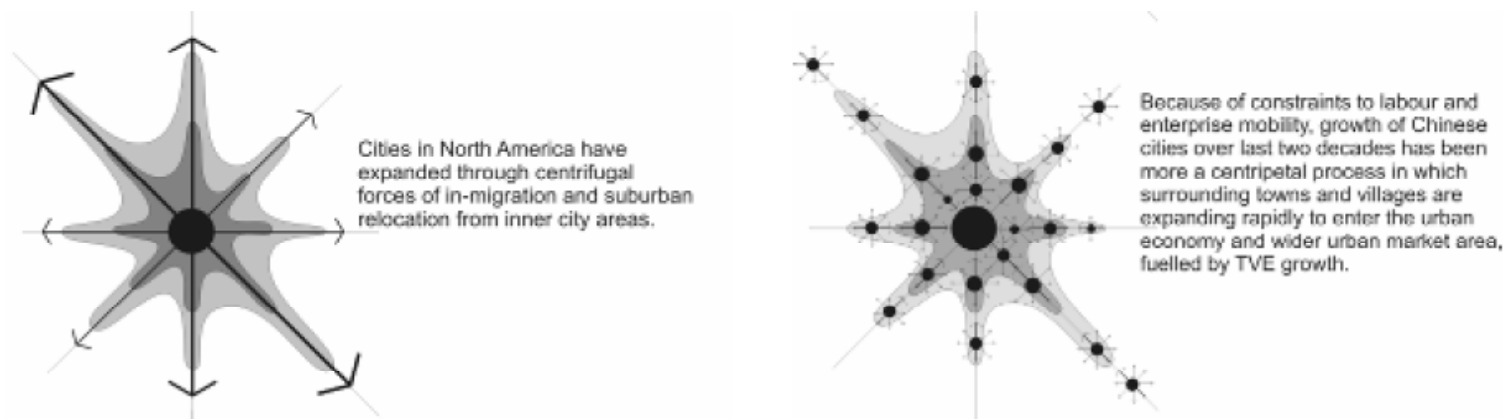 Cities in North America have
expanded through centrifugal
forces of in-migration and suburban
relocation from inner city areas.
Because of constraints to labour and
enterprise mobility, growth of Chinese
cities over last two decades has been
more a centripetal process in which
surrounding towns and villages are
expanding rapidly to enter the urban
economy and wider urban market area,
fuelled by TVE growth.